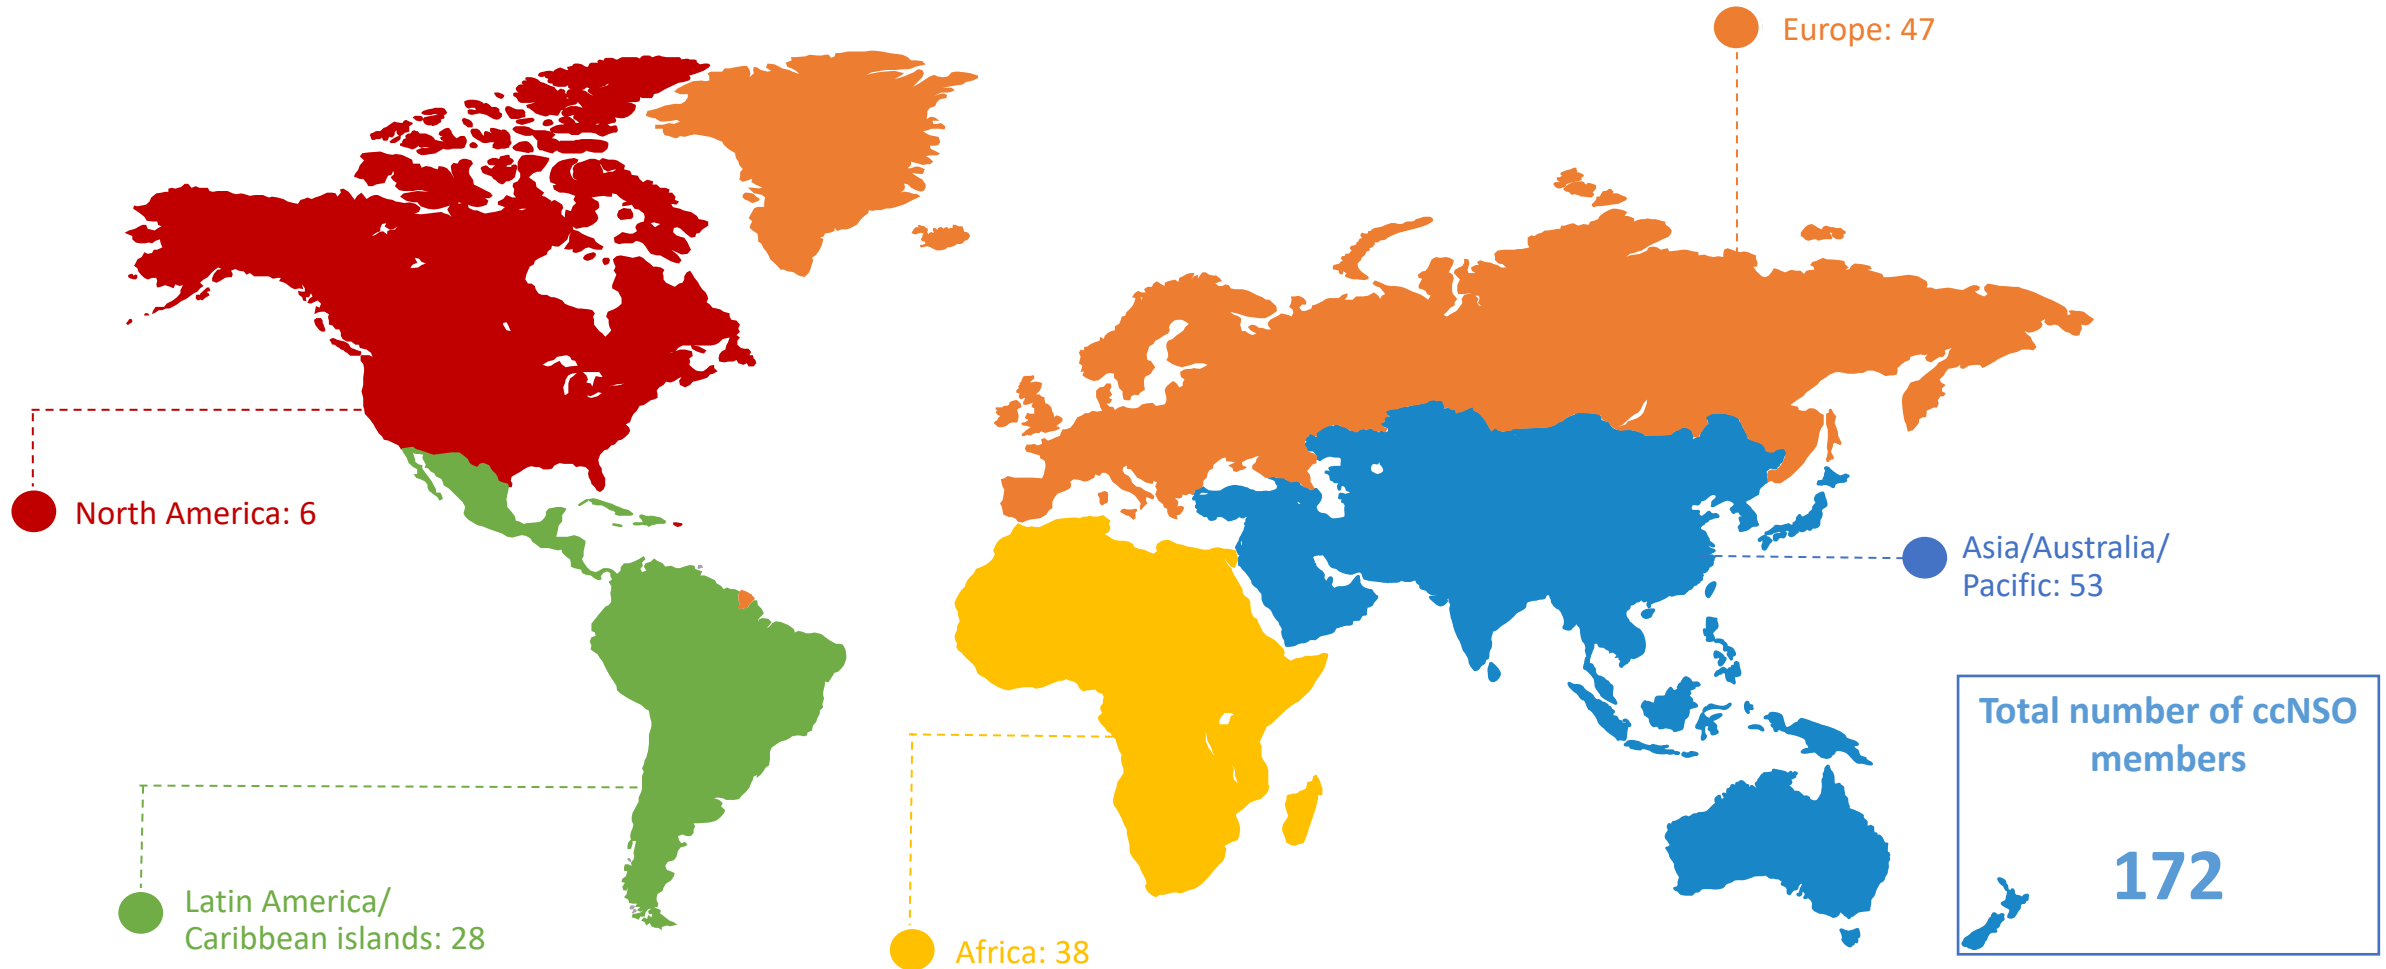 Europe: 47
North America: 6
Asia/Australia/
Pacific: 53
Total number of ccNSO
members
172
Latin America/
Caribbean islands: 28
Africa: 38